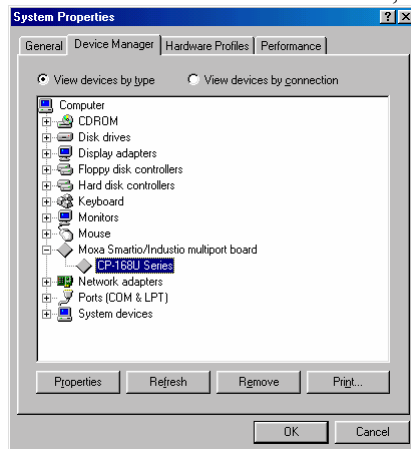 System Properties
General Device Manager Hardware Profiles Performance
View devices by type View devices by connection
Computer
CDROM
Disk drives
Display adapters
Floppy disk controllers
Hard disk controllers
Keyboard
Monitors
Mouse
Moxa Smartio/Industio multiport board
CP-168U Series
Network adapters
Ports (COM & LPT)
System devices
Properties Refresh Remove Print...
OK Cancel